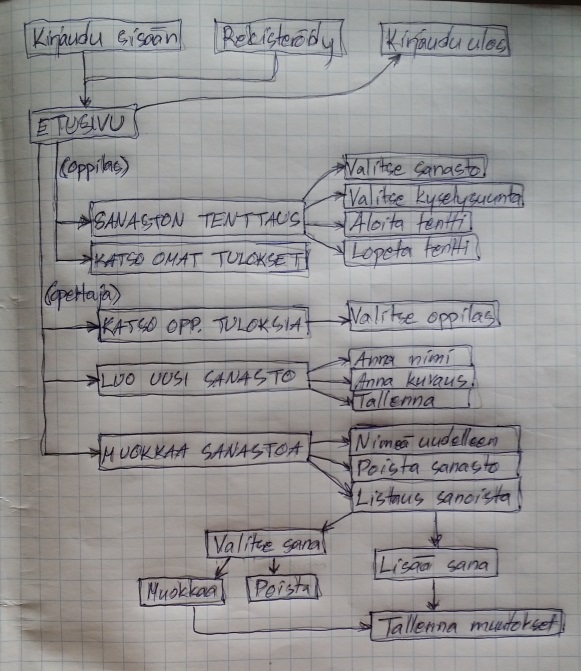 Kirjaudu sisään
Rekisteröidy
Kirjaudu ulos
ETUSIVU
(oppilas)
SANASTON TENTTAUS
Valitse sanasto
Valitse kyselysuunta
Aloita tentti
Lopeta tentti
KATSO OMAT TULOKSET
(opettaja)
KATSO OPP. TULOKSIA
Valitse oppilas
LUO UUSI SANASTO
Anna nimi
Anna kuvaus
Tallenna
MUOKKAA SANASTOA
Nimeä uudelleen
Poista sanasto
Listaus sanoista
Valitse sana
Lisää sana
Muokkaa
Poista
Tallenna muutokset